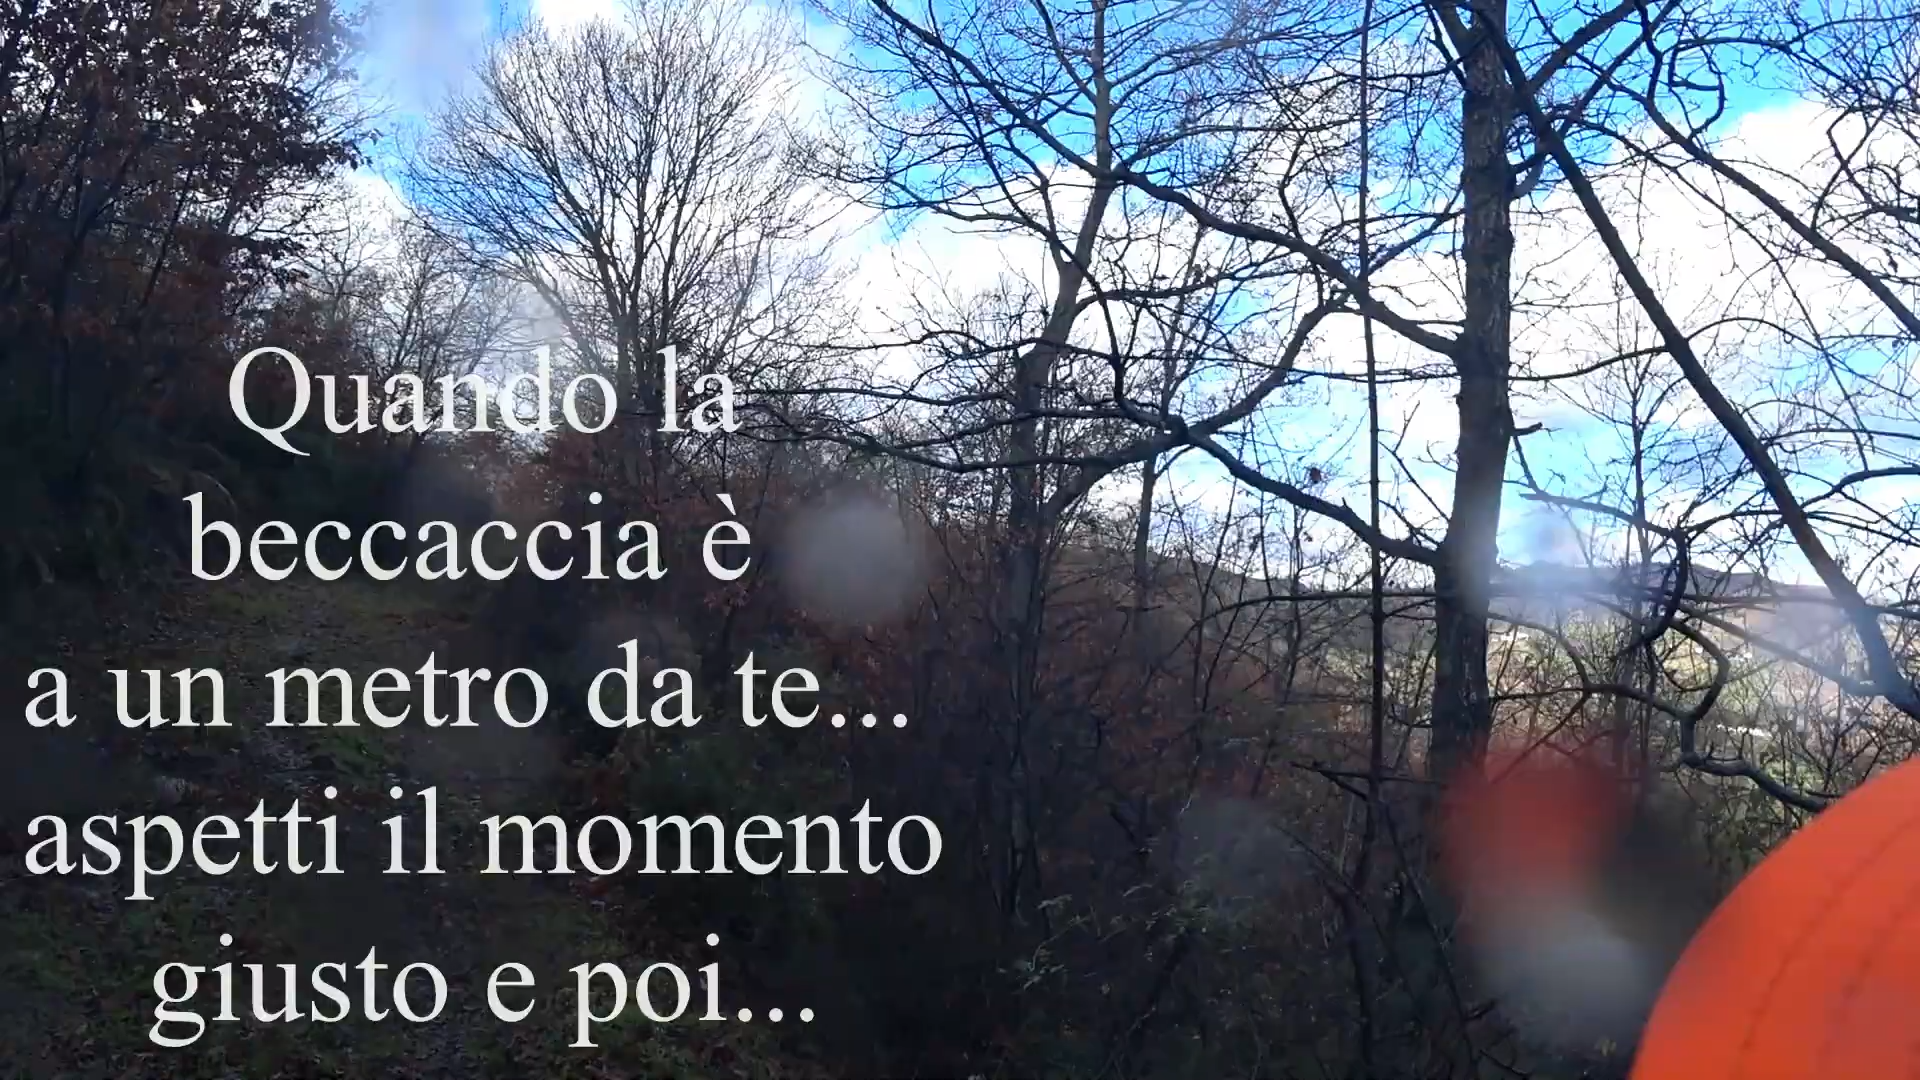 Quando la
beccaccia è
a un metro da te...
aspetti il momento
giusto e poi...